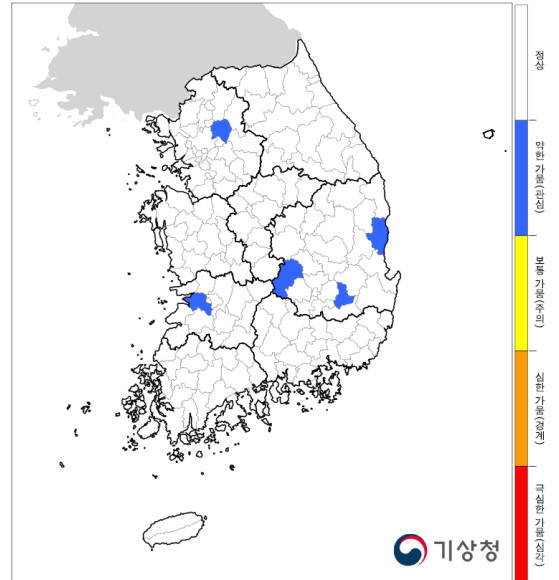 정상
약한 가뭄(관심)
보통 가뭄(주의)
심한 가뭄(경계)
극심한 가뭄(심각)
기상청